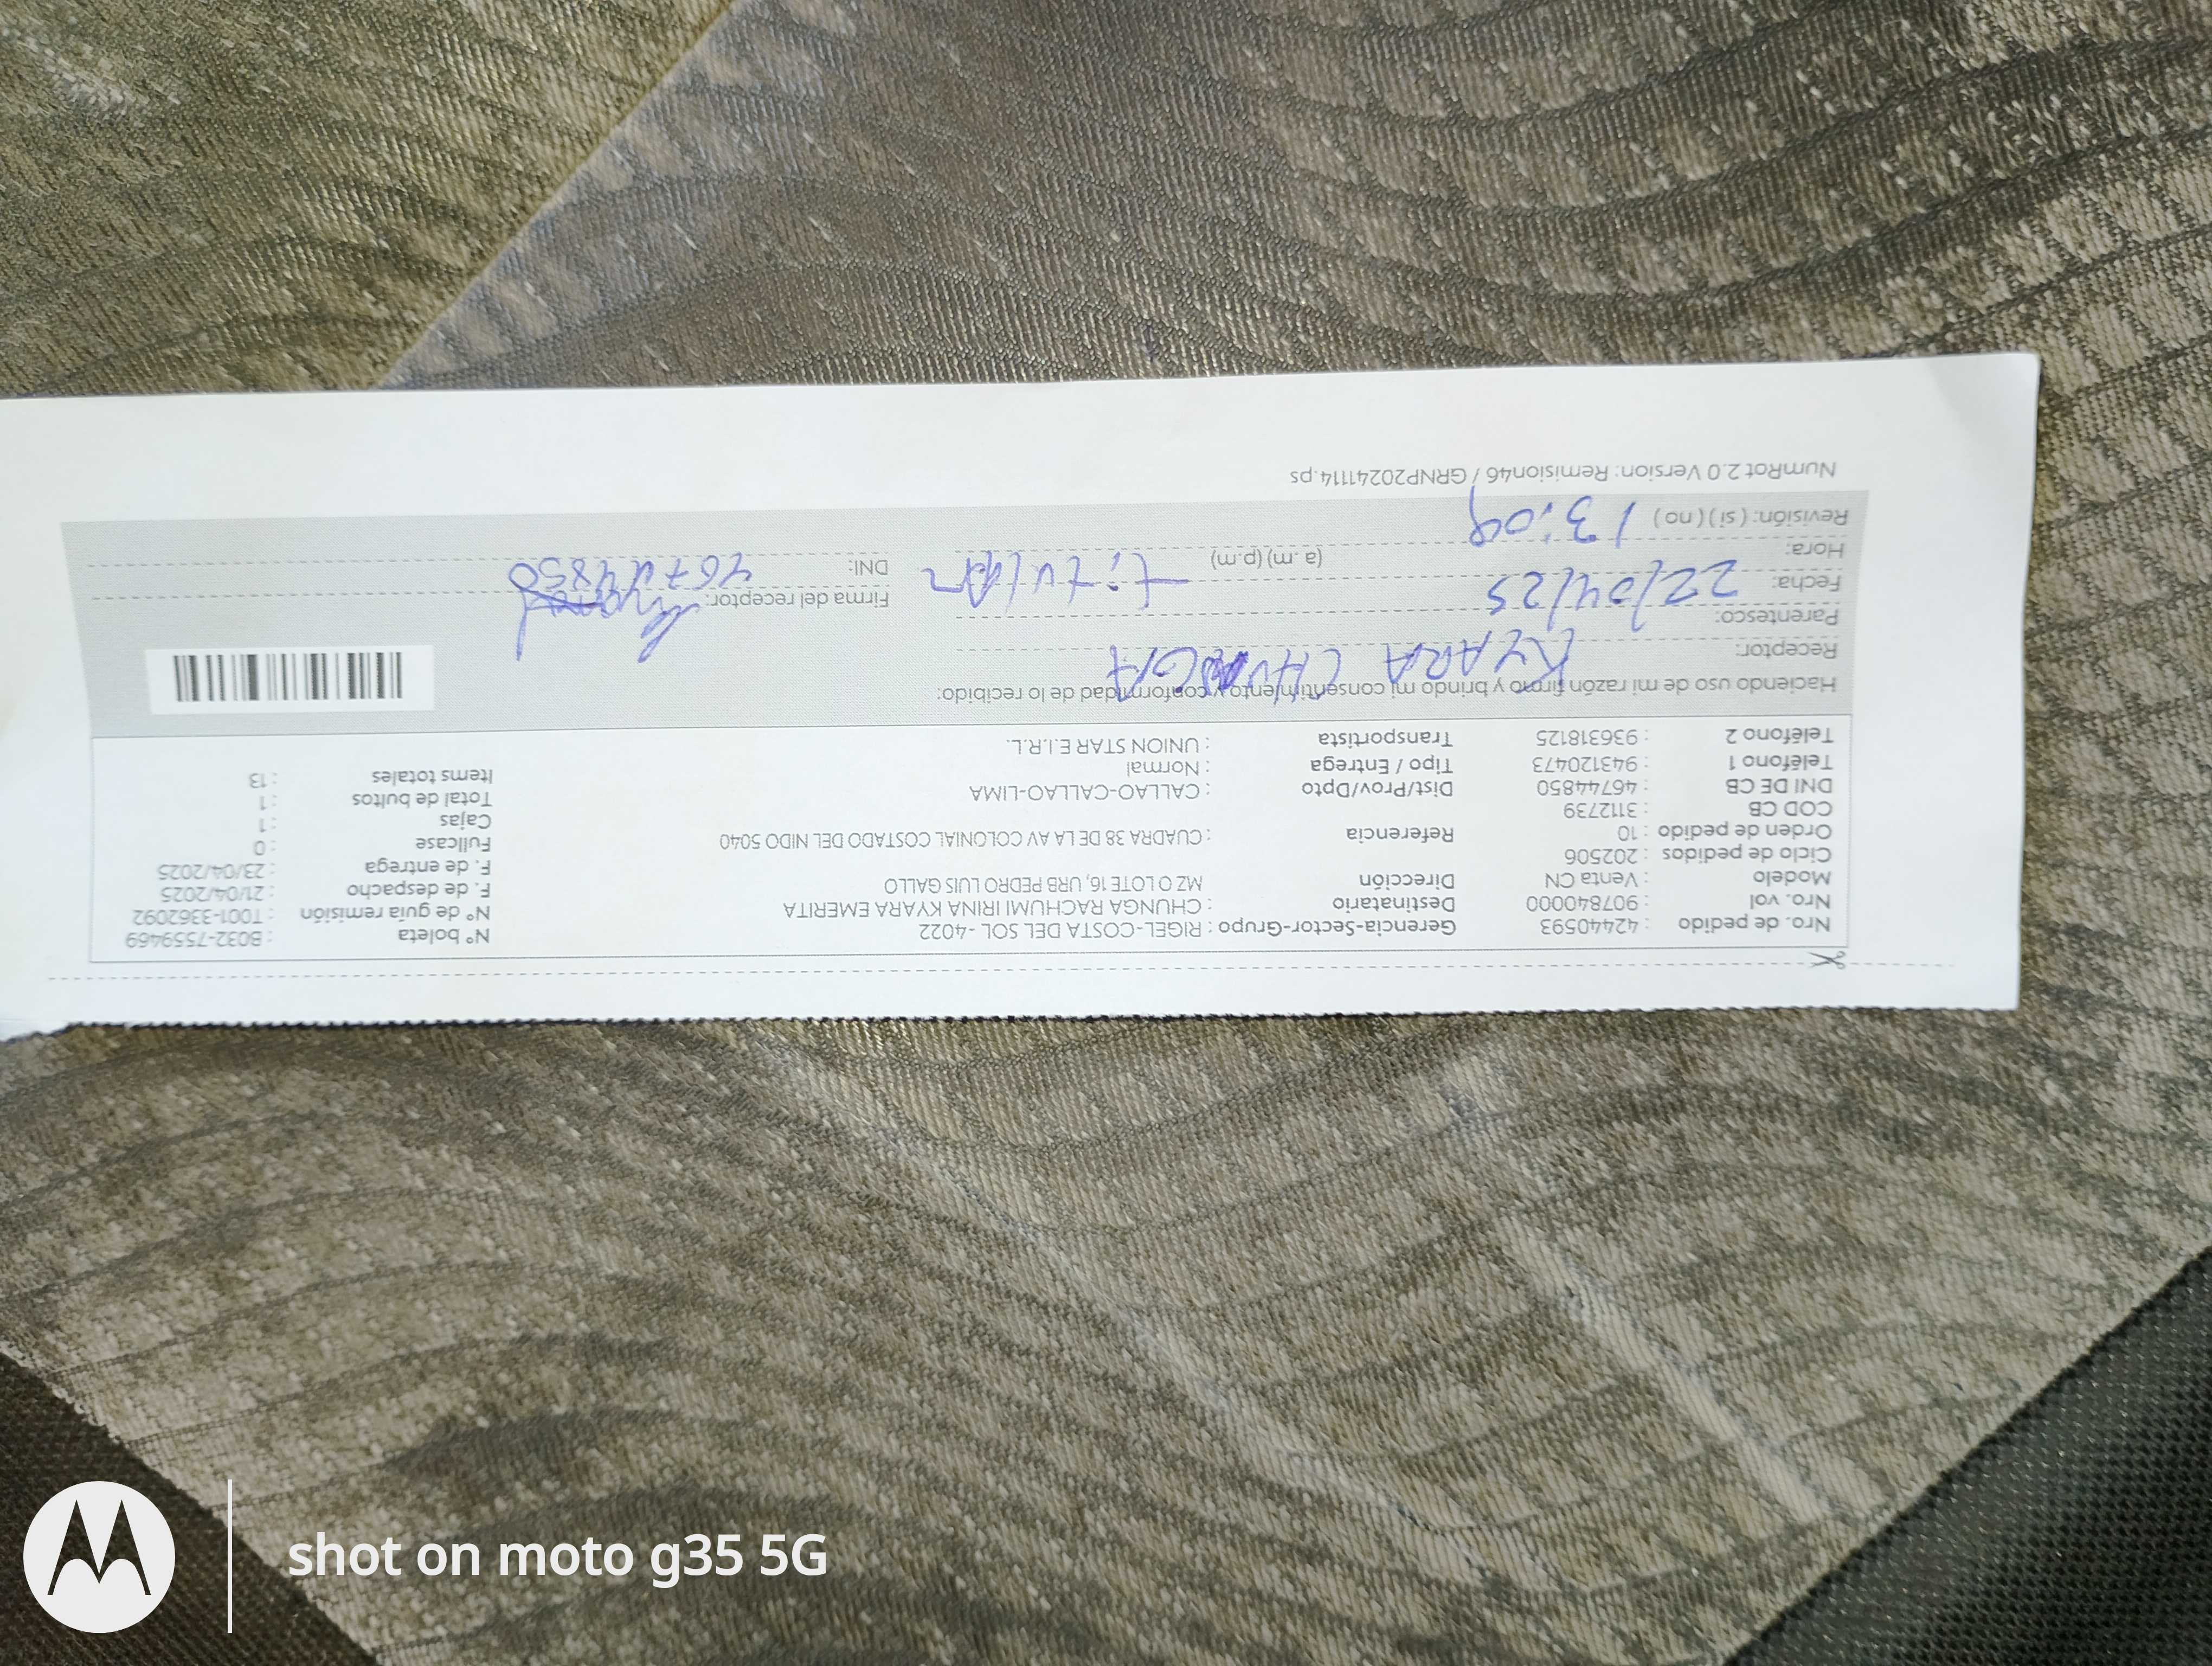 Nro. de pedido : 42440593 Gerencia-Sector-Grupo : RIGEL-COSTA DEL SOL -4022 N° boleta : B032-7559469
Nro. vol : 907840000 Destinatario : CHUNGA RACHUMI IRINA KYARA EMERITA N° de guia remisión : T001-3362092
Modelo : Venta CN Dirección MZ O LOTE 16, URB PEDRO LUIS GALLO F. de despacho : 21/04/2025
Ciclo de pedidos : 202506 F. de entrega : 23/04/2025
Orden de pedido : 10 Referencia : CUADRA 38 DE LA AV COLONIAL COSTADO DEL NIDO 5040 Fullcase : 0
COD CB : 3112739 Cajas : 1
DNI DE CB : 46744850 Dist/Prov/Dpto : CALLAO-CALLAO-LIMA Total de bultos : 1
Teléfono 1 : 943120473 Tipo / Entrega : Normal Items totales : 13
Teléfono 2 : 936318125 Transportista : UNION STAR E.I.R.L.
Haciendo uso de mi razón firmo y brindo mi consentimiento y conformidad de lo recibido:
Receptor: KYARA CHUNGA
Parentesco: titular Firma del receptor:
Fecha: 22/04/25 DNI: 46744850
Hora: 13:09 (a.m) (p.m)
Revisión: ( si ) ( no )
NumRot 2.0 Version: Remision46 / GRNP20241114.ps
shot on moto g35 5G